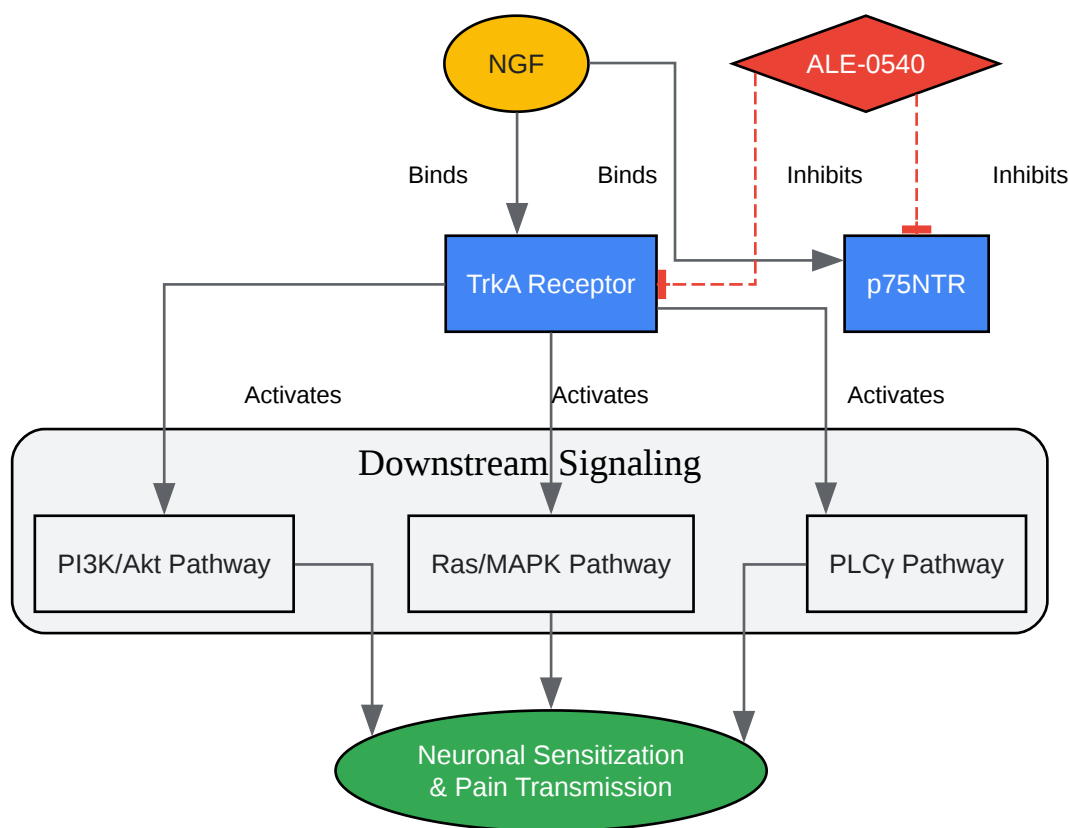 NGF
ALE-0540
Binds
Binds
Inhibits
Inhibits
TrkA Receptor
p75NTR
Activates
Activates
Activates
Downstream Signaling
PI3K/Akt Pathway
Ras/MAPK Pathway
PLCγ Pathway
Neuronal Sensitization
& Pain Transmission